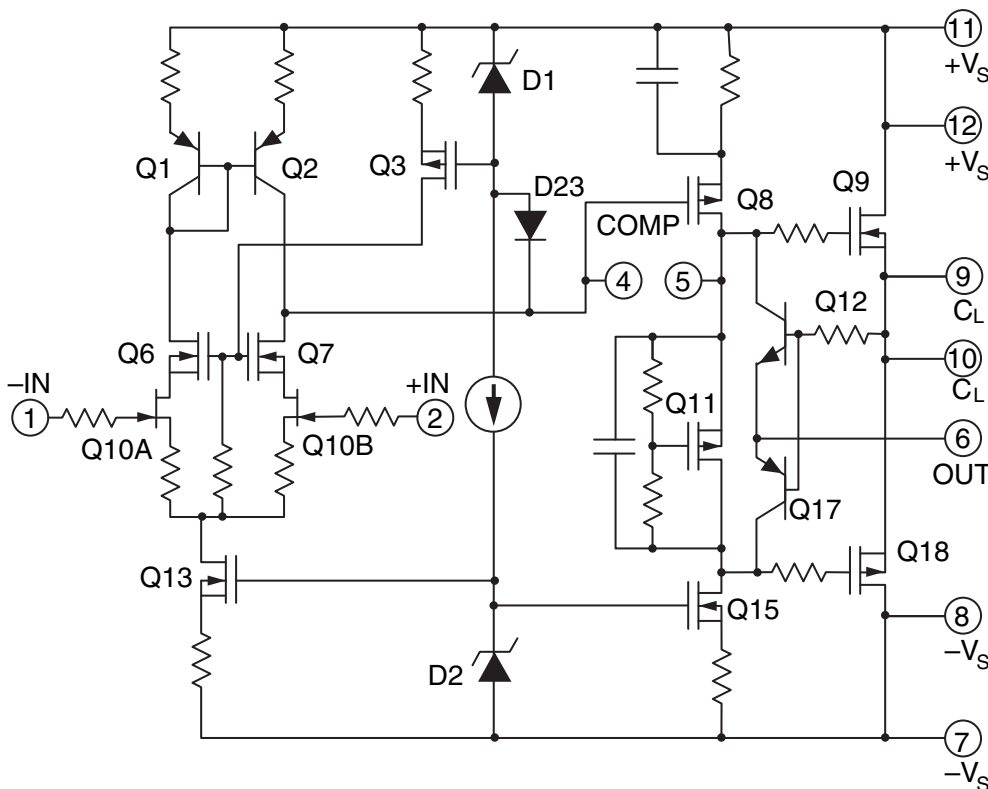 11
+VS
D1
12
+VS
Q1
Q2
Q3
D23
Q8
Q9
COMP
4
5
9
CL
Q12
Q6
Q7
10
CL
–IN
1
+IN
2
Q11
6
OUT
Q10A
Q10B
Q17
Q18
Q13
Q15
8
–VS
D2
7
–VS